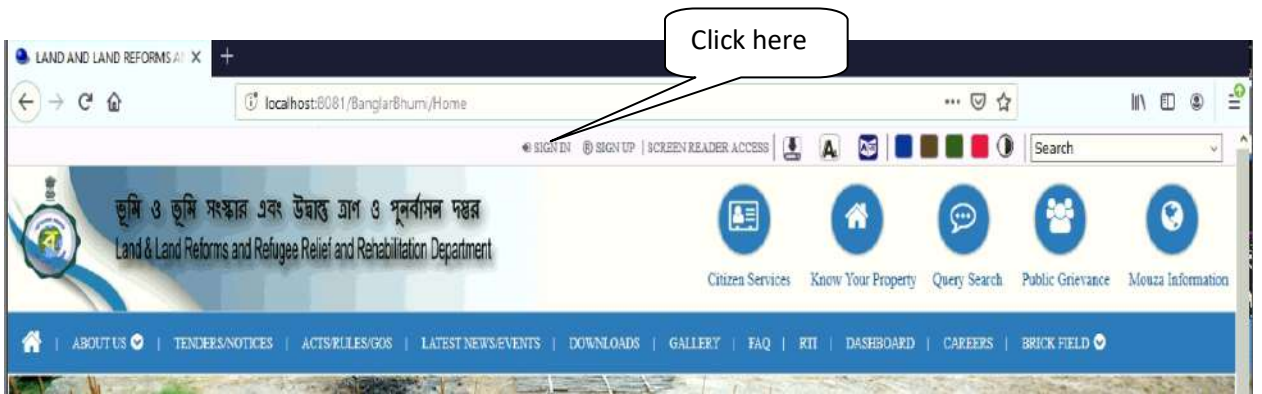 Click here
LAND AND LAND REFORMS A
localhost:8081/BanglarBhumi/Home
SIGN IN SIGN UP | SCREEN READER ACCESS A A Search
ভূমি ও ভূমি সংস্কার এবং উদ্বাস্তু ত্রাণ ও পূনর্বাসন দপ্তর
Land & Land Reforms and Refugee Relief and Rehabilitation Department
ব
Citizen Services Know Your Property Query Search Public Grievance Mouza Information
| ABOUT US | TENDERS/NOTICES | ACTS/RULES/GOS | LATEST NEWS/EVENTS | DOWNLOADS | GALLERY | FAQ | RTI | DASHBOARD | CAREERS | BRICK FIELD